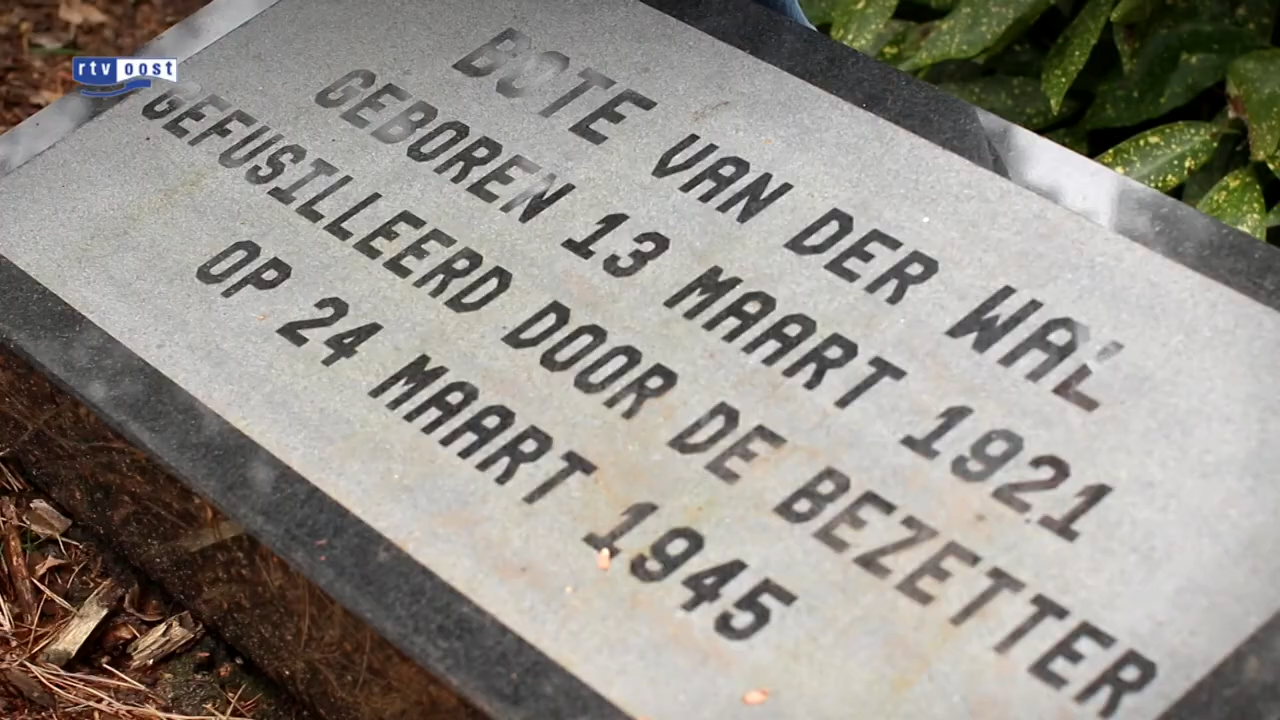 rtv oost
BOTE VAN DER WAL
GEBOREN 13 MAART 1921
GEFUSILLEERD DOOR DE BEZETTER
OP 24 MAART 1945